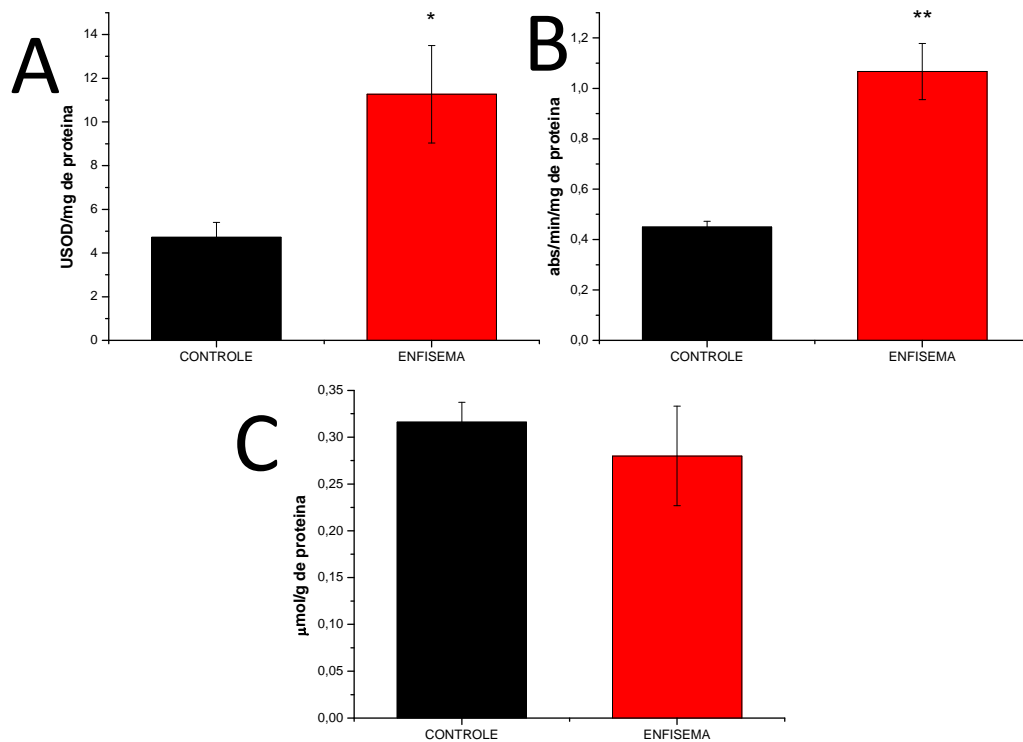 A
USOD/mg de proteina
14
12
10
8
6
4
2
0
*
CONTROLE
ENFISEMA
B
abs/min/mg de proteina
1,2
1,0
0,8
0,6
0,4
0,2
0,0
**
CONTROLE
ENFISEMA
C
μmol/g de proteina
0,35
0,30
0,25
0,20
0,15
0,10
0,05
0,00
CONTROLE
ENFISEMA